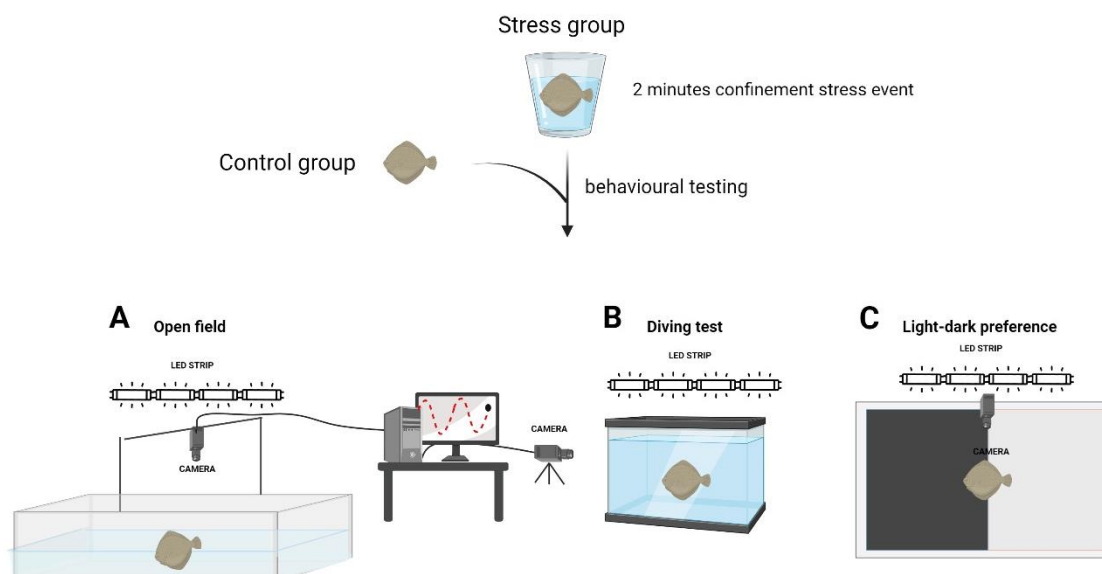 Stress group
2 minutes confinement stress event
Control group
behavioural testing
A
Open field
LED STRIP
CAMERA
CAMERA
B
Diving test
LED STRIP
C
Light-dark preference
LED STRIP
CAMERA